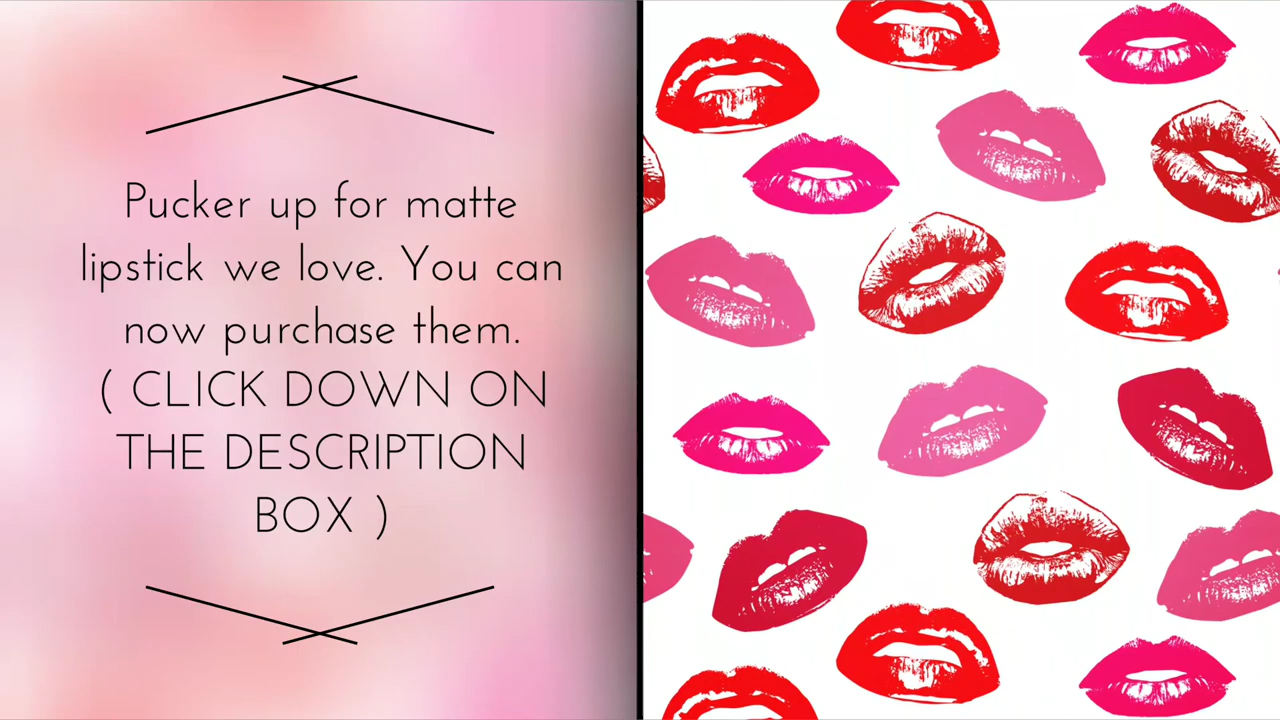 Pucker up for matte
lipstick we love. You can
now purchase them.
( CLICK DOWN ON
THE DESCRIPTION
BOX )